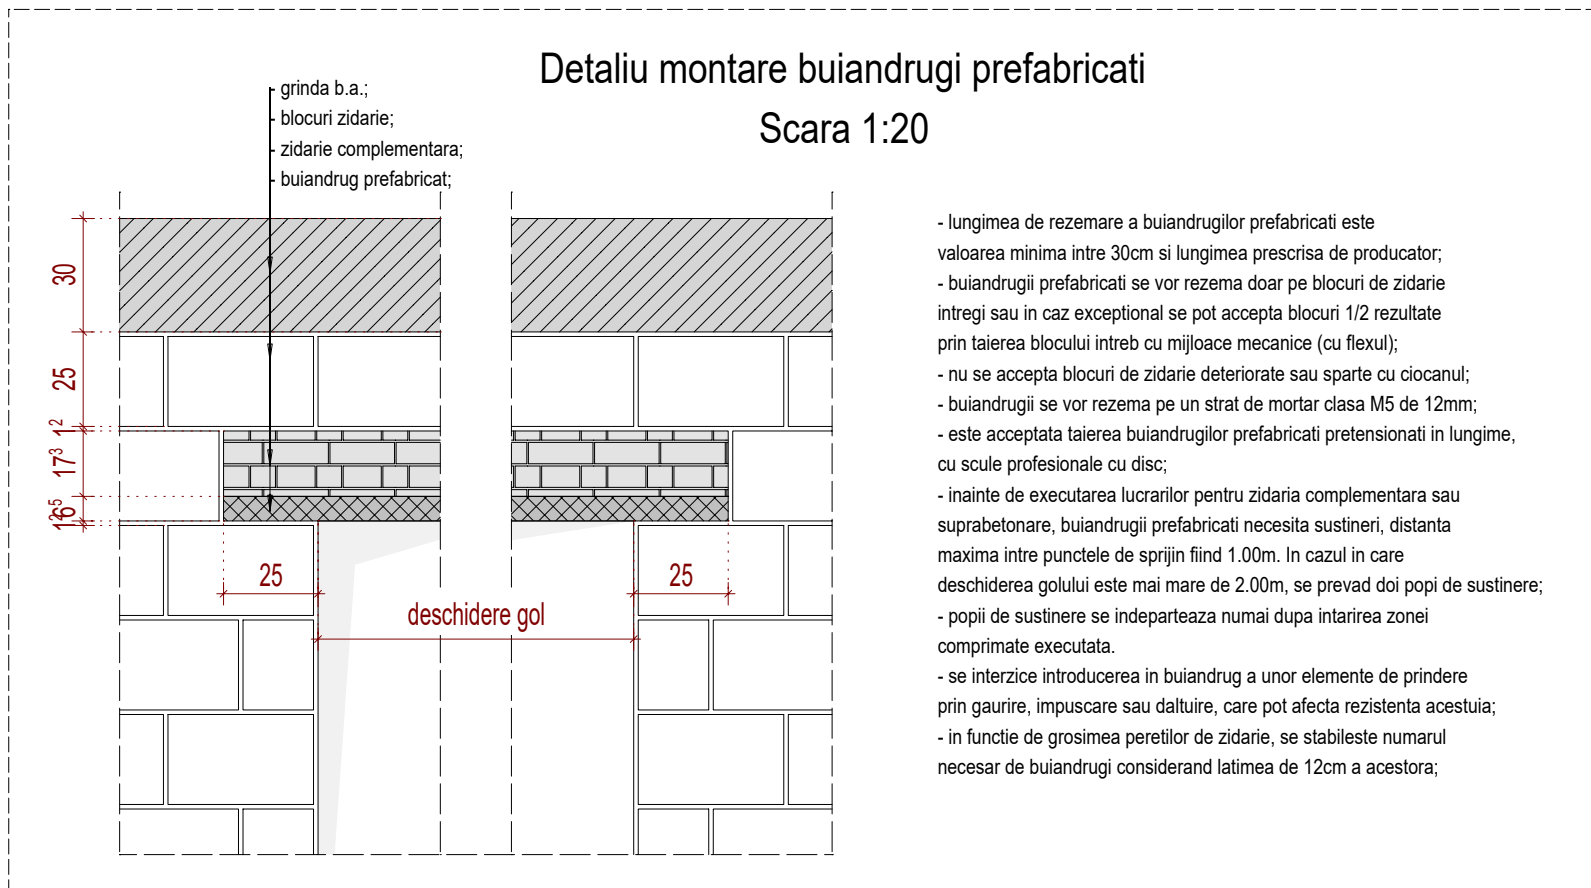 Detaliu montare buiandrugi prefabricati
Scara 1:20
grinda b.a.;
blocuri zidarie;
zidarie complementara;
buiandrug prefabricat;
30
25
1²
17³
6⁵
1²
25
25
deschidere gol
- lungimea de rezemare a buiandrugilor prefabricati este
valoarea minima intre 30cm si lungimea prescrisa de producator;
- buiandrugii prefabricati se vor rezema doar pe blocuri de zidarie
intregi sau in caz exceptional se pot accepta blocuri 1/2 rezultate
prin taierea blocului intreb cu mijloace mecanice (cu flexul);
- nu se accepta blocuri de zidarie deteriorate sau sparte cu ciocanul;
- buiandrugii se vor rezema pe un strat de mortar clasa M5 de 12mm;
- este acceptata taierea buiandrugilor prefabricati pretensionati in lungime,
cu scule profesionale cu disc;
- inainte de executarea lucrarilor pentru zidaria complementara sau
suprabetonare, buiandrugii prefabricati necesita sustineri, distanta
maxima intre punctele de sprijin fiind 1.00m. In cazul in care
deschiderea golului este mai mare de 2.00m, se prevad doi popi de sustinere;
- popii de sustinere se indeparteaza numai dupa intarirea zonei
comprimate executata.
- se interzice introducerea in buiandrug a unor elemente de prindere
prin gaurire, impuscare sau daltuire, care pot afecta rezistenta acestuia;
- in functie de grosimea peretilor de zidarie, se stabileste numarul
necesar de buiandrugi considerand latimea de 12cm a acestora;